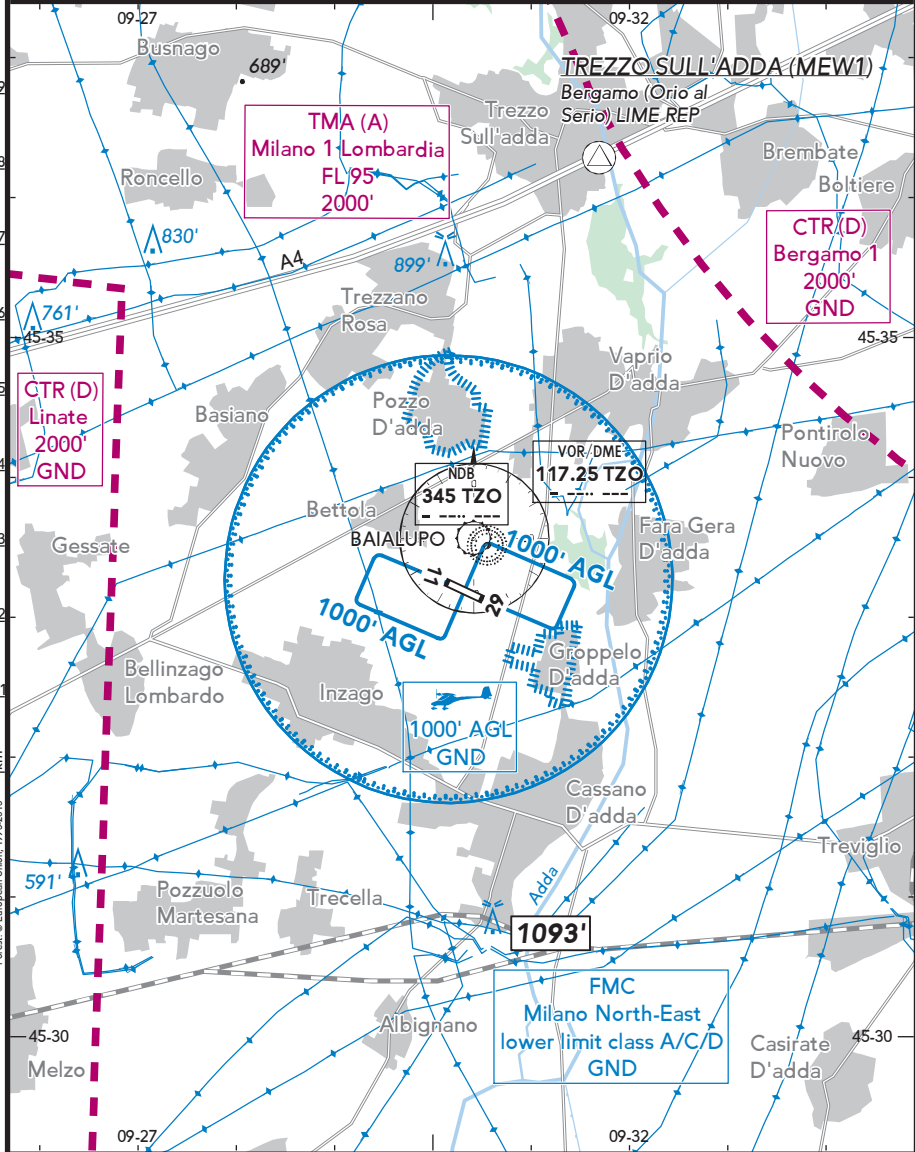 09-27
09-32
Busnago
689'
TREZZO SULL'ADDA (MEW1)
Bergamo (Orio al
Serio) LIME REP
Trezzo
Sull'adda
TMA (A)
Milano 1 Lombardia
FL 95
2000'
Roncello
Brembate
Boltiere
830'
CTR (D)
Bergamo 1
2000'
GND
899'
A4
Trezzano
Rosa
761'
45-35
45-35
Vaprio
D'adda
CTR (D)
Linate
2000'
GND
Basiano
Pozzo
D'adda
Pontirolo
Nuovo
VOR/DME
117.25 TZO
NDB
345 TZO
Bettola
BAIALUPO
Fara Gera
D'adda
Gessate
1000' AGL
11
29
1000' AGL
Groppelo
D'adda
Bellinzago
Lombardo
Inzago
1000' AGL
GND
Cassano
D'adda
Treviglio
591'
Pozzuolo
Martesana
Trecella
Adda
1093'
FMC
Milano North-East
lower limit class A/C/D
GND
Albignano
45-30
45-30
Casirate
D'adda
Melzo
09-27
09-32